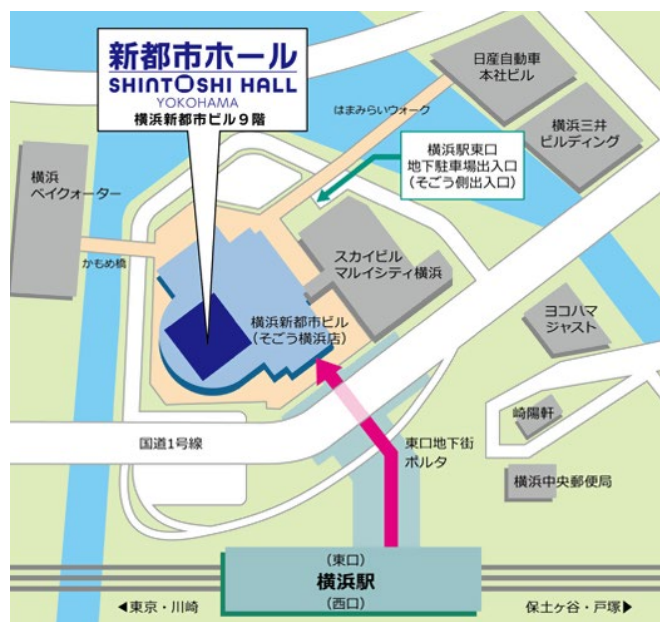 新都市ホール
SHINTOSHI HALL
YOKOHAMA
横浜新都市ビル９階
日産自動車
本社ビル
はまみらいウォーク
横浜三井
ビルディング
横浜駅東口
地下駐車場出入口
（そごう側出入口）
横浜
ベイクォーター
かもめ橋
スカイビル
マルイシティ横浜
横浜新都市ビル
（そごう横浜店）
ヨコハマ
ジャスト
崎陽軒
国道1号線
東口地下街
ポルタ
横浜中央郵便局
（東口）
横浜駅
（西口）
◀東京・川崎
保土ヶ谷・戸塚▶